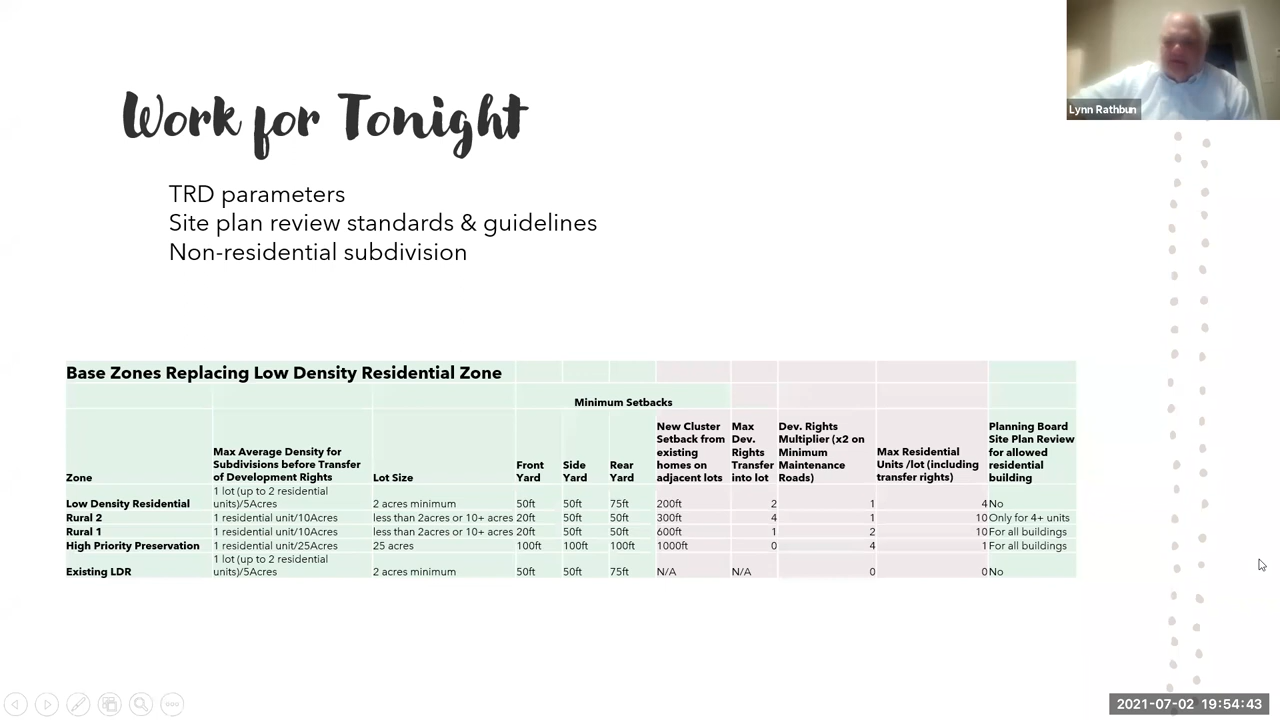 Lynn Rathbun
Work for Tonight
TRD parameters
Site plan review standards & guidelines
Non-residential subdivision
Base Zones Replacing Low Density Residential Zone
Minimum Setbacks
Zone
Max Average Density for
Subdivisions before Transfer
of Development Rights
Lot Size
Front
Yard
Side
Yard
Rear
Yard
New Cluster
Setback from
existing
homes on
adjacent lots
Max
Dev.
Rights
Transfer
into lot
Dev. Rights
Multiplier (x2 on
Minimum
Maintenance
Roads)
Max Residential
Units /lot (including
transfer rights)
Planning Board
Site Plan Review
for allowed
residential
building
Low Density Residential 1 lot (up to 2 residential
units)/5Acres 2 acres minimum 50ft 50ft 75ft 200ft 2 1 4 No
Rural 2 1 residential unit/10Acres less than 2acres or 10+ acres 20ft 50ft 50ft 300ft 4 1 10 Only for 4+ units
Rural 1 1 residential unit/10Acres less than 2acres or 10+ acres 20ft 50ft 50ft 600ft 1 2 10 For all buildings
High Priority Preservation 1 residential unit/25Acres 25 acres 100ft 100ft 100ft 1000ft 0 4 1 For all buildings
Existing LDR 1 lot (up to 2 residential
units)/5Acres 2 acres minimum 50ft 50ft 75ft N/A N/A 0 0 No
2021-07-02 19:54:43